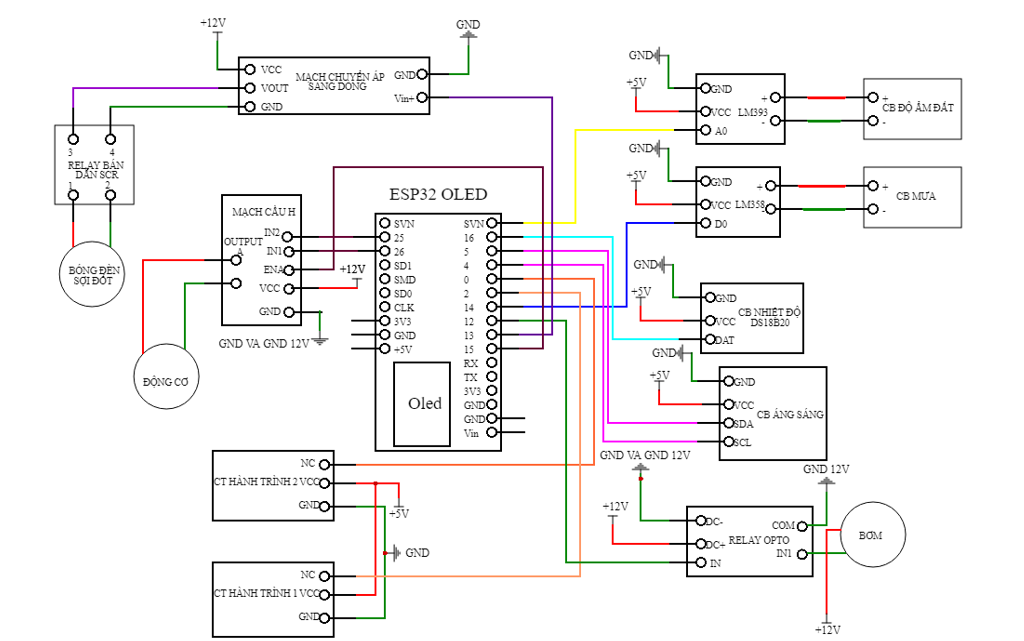 +12V
GND
VCC
VOUT
GND
MẠCH CHUYỂN ÁP
SANG DÒNG
GND
Vin+
3
4
RELAY BÁN
DẪN SCR
1
2
BÓNG ĐÈN
SỢI ĐỐT
MẠCH CẦU H
OUTPUT
A
IN2
IN1
ENA
VCC
GND
+12V
GND VA GND 12V
ĐỘNG CƠ
ESP32 OLED
SVN
25
26
SD1
SMD
SD0
CLK
3V3
GND
+5V
SVN
16
5
4
0
2
14
12
13
15
RX
TX
3V3
GND
GND
Vin
Oled
GND
+5V
GND
VCC
A0
LM393
+
-
+
-
CB ĐỘ ẨM ĐẤT
GND
+5V
GND
VCC
D0
LM358
+
-
+
-
CB MƯA
GND
+5V
GND
VCC
DAT
CB NHIỆT ĐỘ
DS18B20
GND
+5V
GND
VCC
SDA
SCL
CB ÁNG SÁNG
GND VA GND 12V
+12V
DC-
DC+
IN
RELAY OPTO
COM
IN1
GND 12V
BƠM
+12V
CT HÀNH TRÌNH 2
NC
VCC
GND
+5V
GND
CT HÀNH TRÌNH 1
NC
VCC
GND